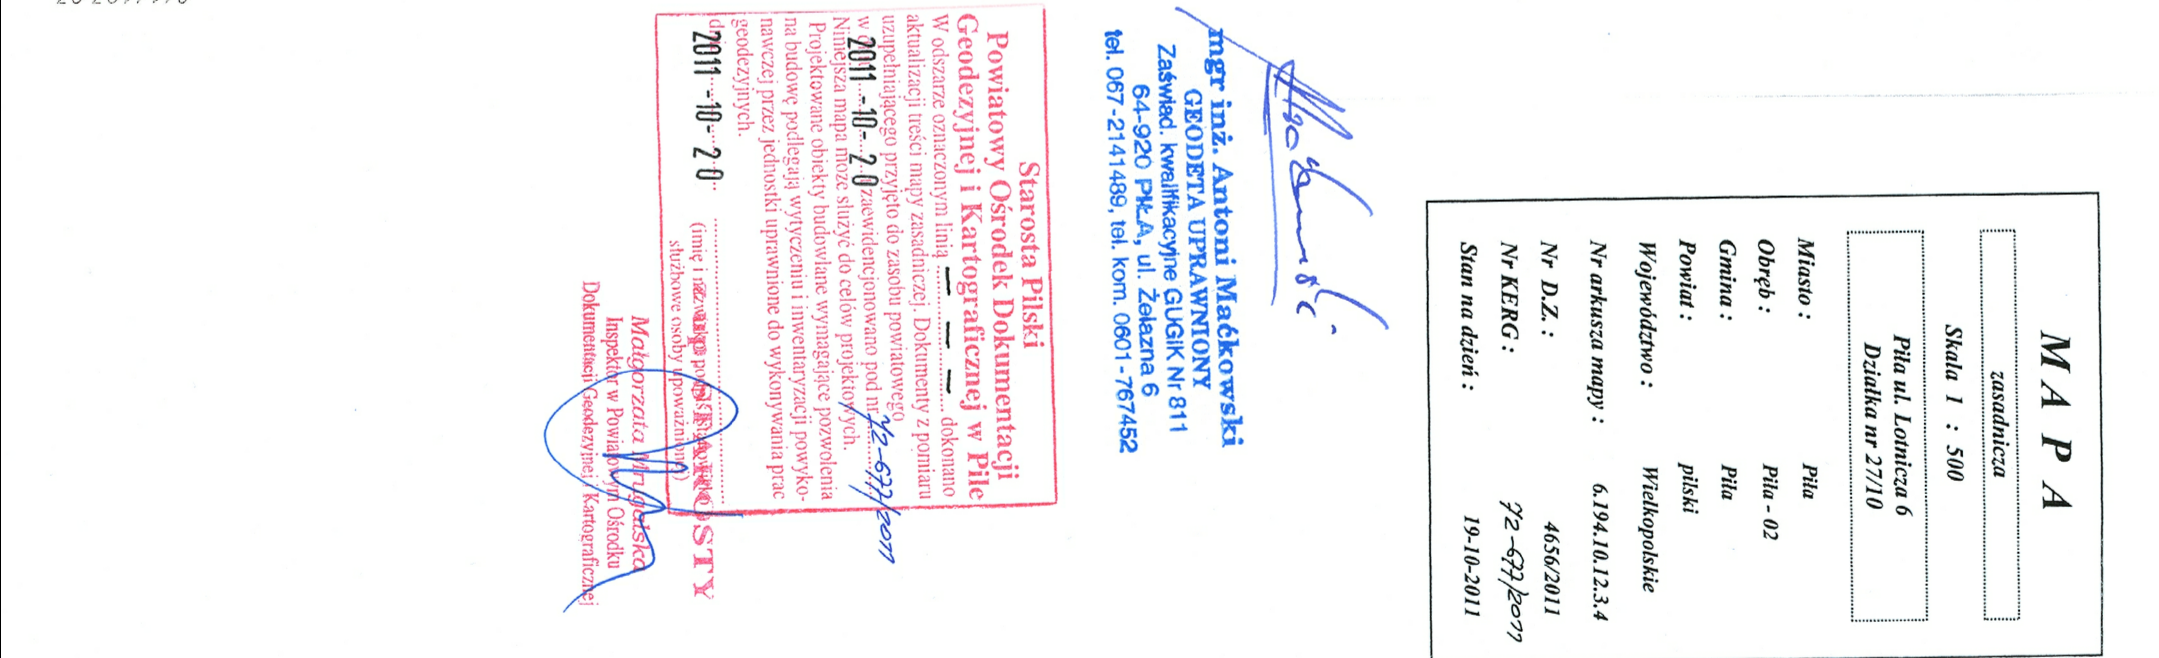 M A P A
zasadnicza
Skala 1 : 500
Piła ul. Lotnicza 6
Działka nr 27/10
Miasto : Piła
Obręb : Piła - 02
Gmina : Piła
Powiat : pilski
Województwo : Wielkopolskie
Nr arkusza mapy : 6.194.10.12.3.4
Nr D.Z. : 4656/2011
Nr KERG : 72-677/2011
Stan na dzień : 19-10-2011
mgr inż. Antoni Maćkowski
GEODETA UPRAWNIONY
Zaświad. kwalifikacyjne GUGiK Nr 811
64-920 PIŁA, ul. Żelazna 6
tel. 067-2141489, tel. kom. 0601-767452
Starosta Pilski
Powiatowy Ośrodek Dokumentacji
Geodezyjnej i Kartograficznej w Pile
W odszarze oznaczonym linią — — — dokonano
aktualizacji treści mapy zasadniczej. Dokumenty z pomiaru
uzupełniającego przyjęto do zasobu powiatowego
w 2011-10-20 zaewidencjonowano pod nr 72-677/2011
Niniejsza mapa może służyć do celów projektowych.
Projektowane obiekty budowlane wymagające pozwolenia
na budowę podlegają wytyczeniu i inwentaryzacji powyko-
nawczej przez jednostki uprawnione do wykonywania prac
geodezyjnych.
2011-10-20
(imię i
służbowe osoby upoważnionej)
STAROSTY
Małgorzata
Inspektor w Powiatowym Ośrodku
Dokumentacji Geodezyjnej i Kartograficznej